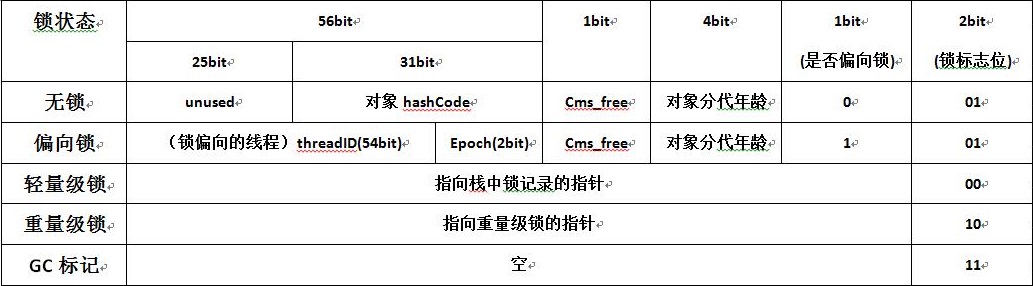 锁状态 56bit 1bit 4bit 1bit 2bit
25bit 31bit (是否偏向锁) (锁标志位)
无锁 unused 对象 hashCode Cms_free 对象分代年龄 0 01
偏向锁 （锁偏向的线程）threadID(54bit) Epoch(2bit) Cms_free 对象分代年龄 1 01
轻量级锁 指向栈中锁记录的指针 00
重量级锁 指向重量级锁的指针 10
GC 标记 空 11